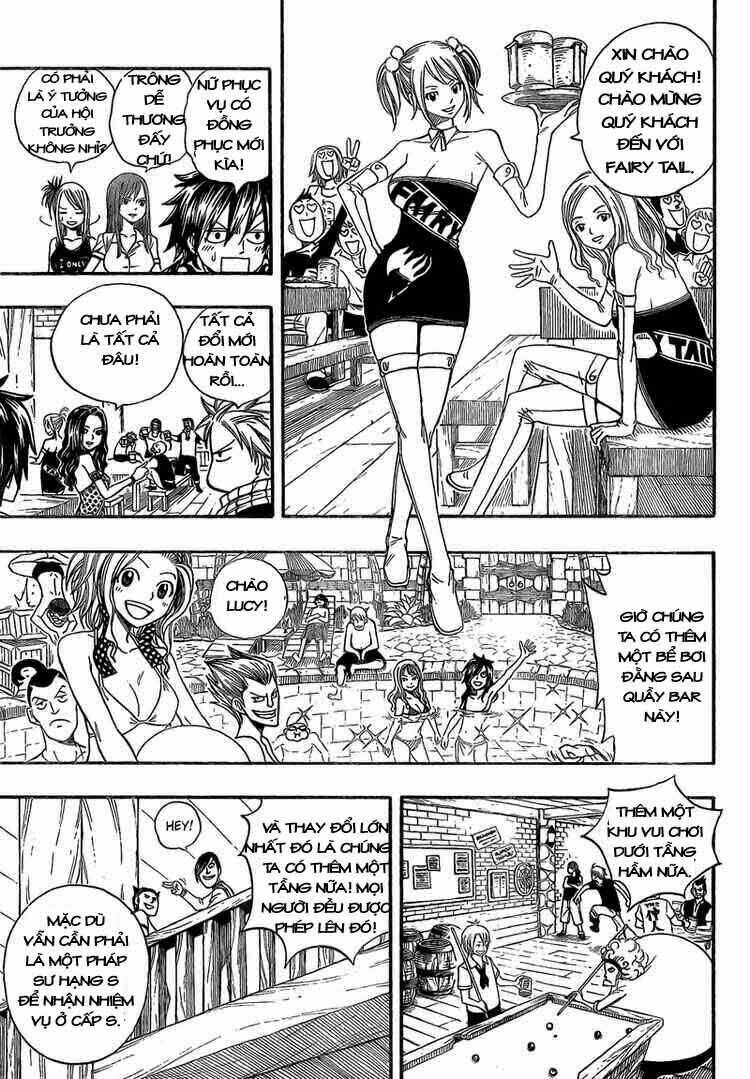 XIN CHÀO
QUÝ KHÁCH!
CHÀO MỪNG
QUÝ KHÁCH
ĐẾN VỚI
FAIRY TAIL.
FAIRY
FAIRY TAIL
NỮ PHỤC
VỤ CÓ
ĐỒNG
PHỤC MỚI
KÌA!
TRÔNG
DỄ
THƯƠNG
ĐẤY
CHỨ!
CÓ PHẢI
LÀ Ý TƯỞNG
CỦA HỘI
TRƯỞNG
KHÔNG NHỈ?
I ONLY
TẤT CẢ
ĐỔI MỚI
HOÀN TOÀN
RỒI...
CHƯA PHẢI
LÀ TẤT CẢ
ĐÂU!
GIỜ CHÚNG
TA CÓ THÊM
MỘT BỂ BƠI
ĐẰNG SAU
QUẦY BAR
NÀY!
CHÀO
LUCY!
THÊM MỘT
KHU VUI CHƠI
DƯỚI TẦNG
HẦM NỮA.
VÀ THAY ĐỔI LỚN
NHẤT ĐÓ LÀ CHÚNG
TA CÓ THÊM MỘT
TẦNG NỮA! MỌI
NGƯỜI ĐỀU ĐƯỢC
PHÉP LÊN ĐÓ!
HEY!
MẶC DÙ
VẪN CẦN PHẢI
LÀ MỘT PHÁP
SƯ HẠNG S
ĐỂ NHẬN NHIỆM
VỤ Ở CẤP S.